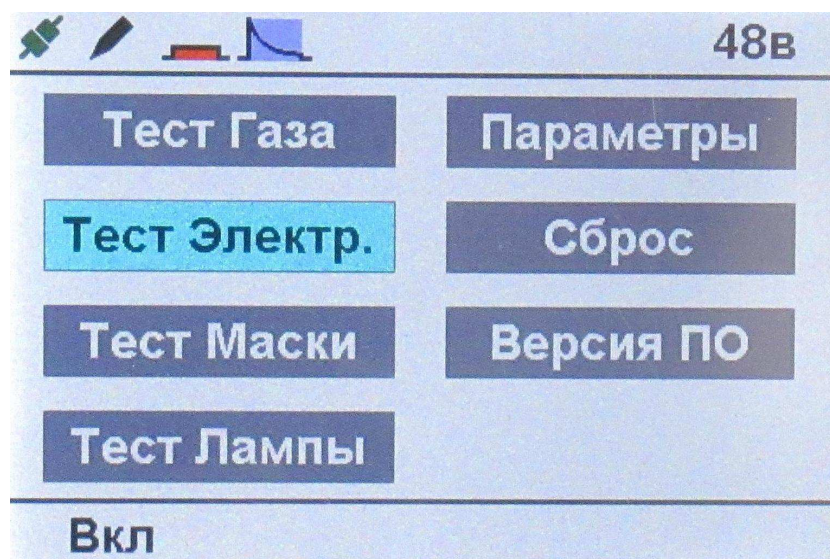 48в
Тест Газа
Тест Электр.
Тест Маски
Тест Лампы
Параметры
Сброс
Версия ПО
Вкл